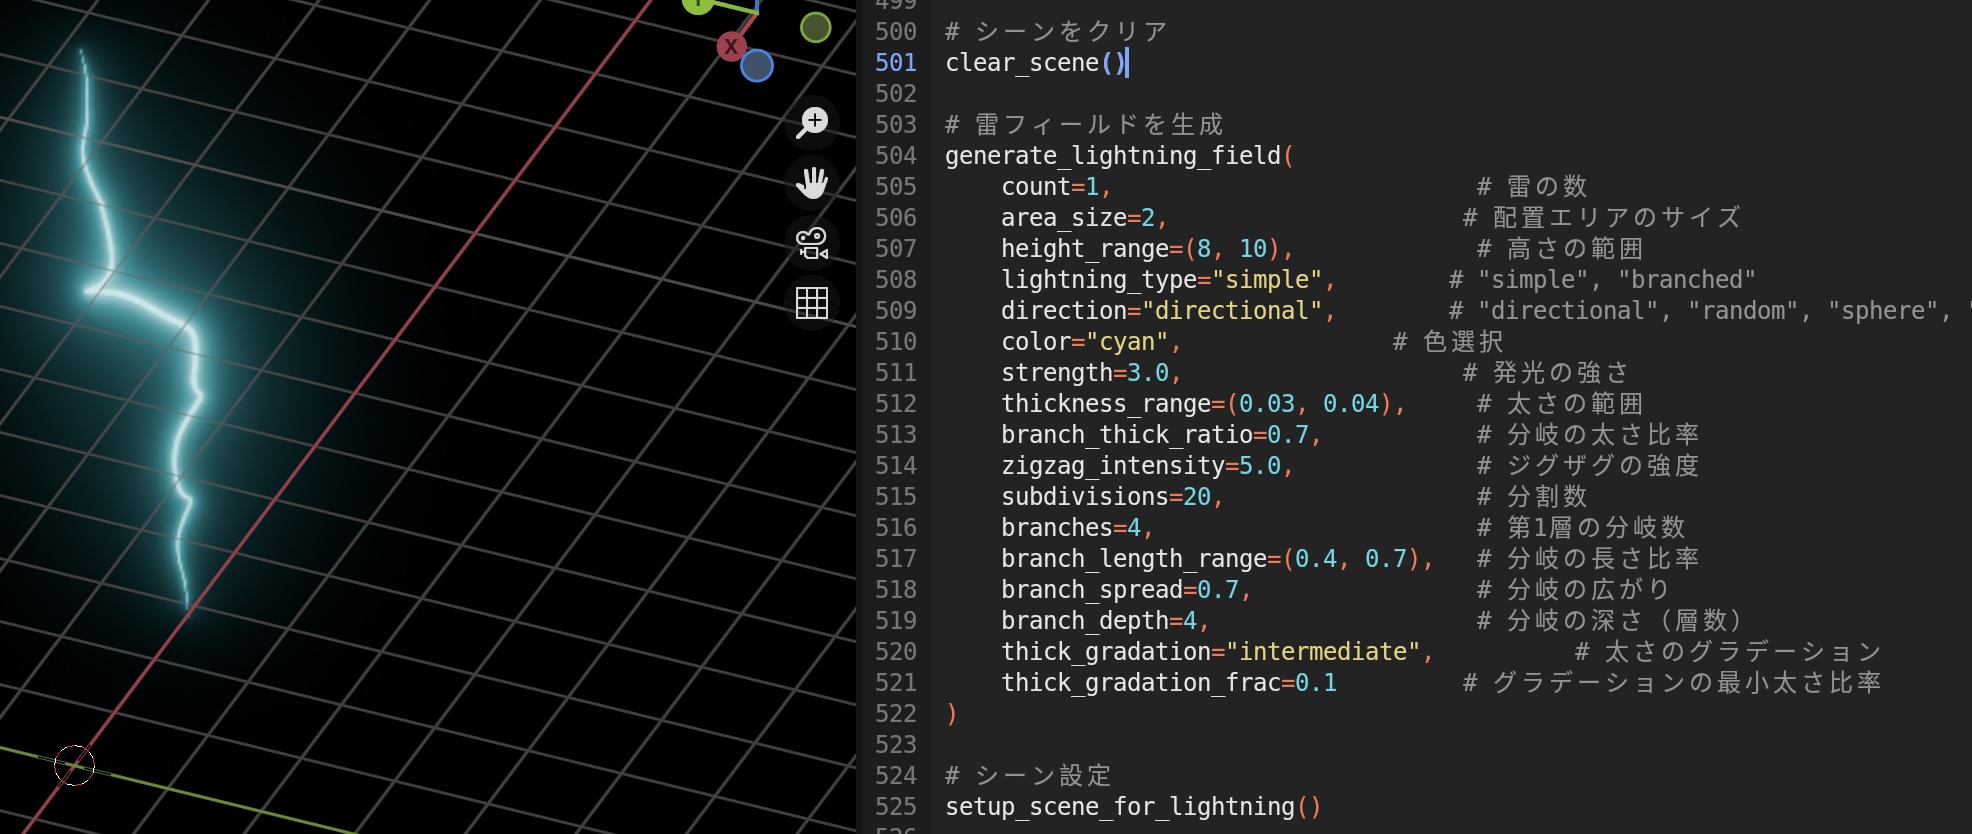 X
499
500 # シーンをクリア
501 clear_scene()
502
503 # 雷フィールドを生成
504 generate_lightning_field(
505 count=1, # 雷の数
506 area_size=2, # 配置エリアのサイズ
507 height_range=(8, 10), # 高さの範囲
508 lightning_type="simple", # "simple", "branched"
509 direction="directional", # "directional", "random", "sphere", "
510 color="cyan", # 色選択
511 strength=3.0, # 発光の強さ
512 thickness_range=(0.03, 0.04), # 太さの範囲
513 branch_thick_ratio=0.7, # 分岐の太さ比率
514 zigzag_intensity=5.0, # ジグザグの強度
515 subdivisions=20, # 分割数
516 branches=4, # 第1層の分岐数
517 branch_length_range=(0.4, 0.7), # 分岐の長さ比率
518 branch_spread=0.7, # 分岐の広がり
519 branch_depth=4, # 分岐の深さ（層数）
520 thick_gradation="intermediate", # 太さのグラデーション
521 thick_gradation_frac=0.1 # グラデーションの最小太さ比率
522 )
523
524 # シーン設定
525 setup_scene_for_lightning()